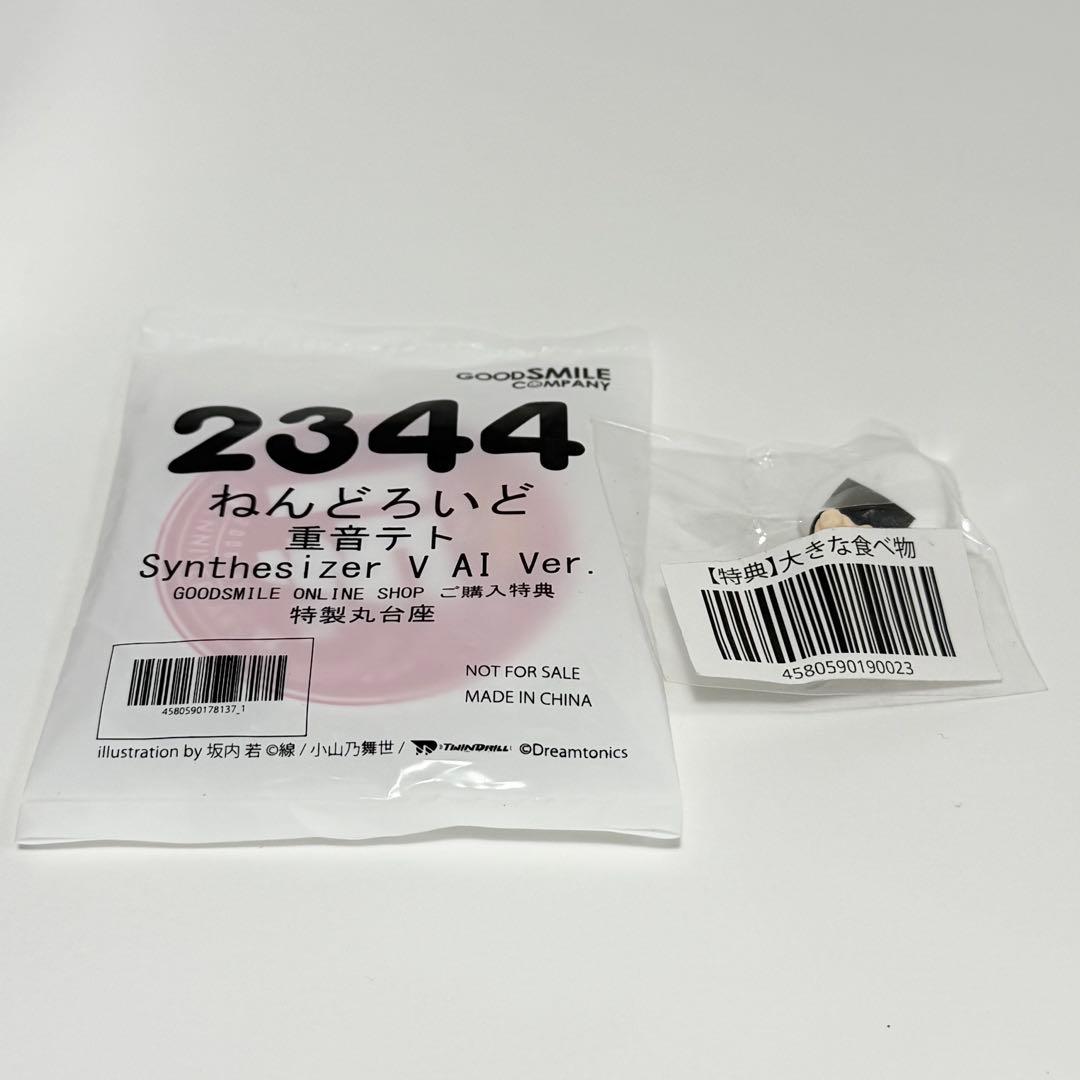 GOODSMILE
COMPANY
2344
ねんどろいど
重音テト
Synthesizer V AI Ver.
GOODSMILE ONLINE SHOP ご購入特典
特製丸台座
NOT FOR SALE
MADE IN CHINA
4580590178137_1
illustration by 坂内 若 ©線 / 小山乃舞世 / TWINDRILL ©Dreamtonics
【特典】大きな食べ物
4580590190023